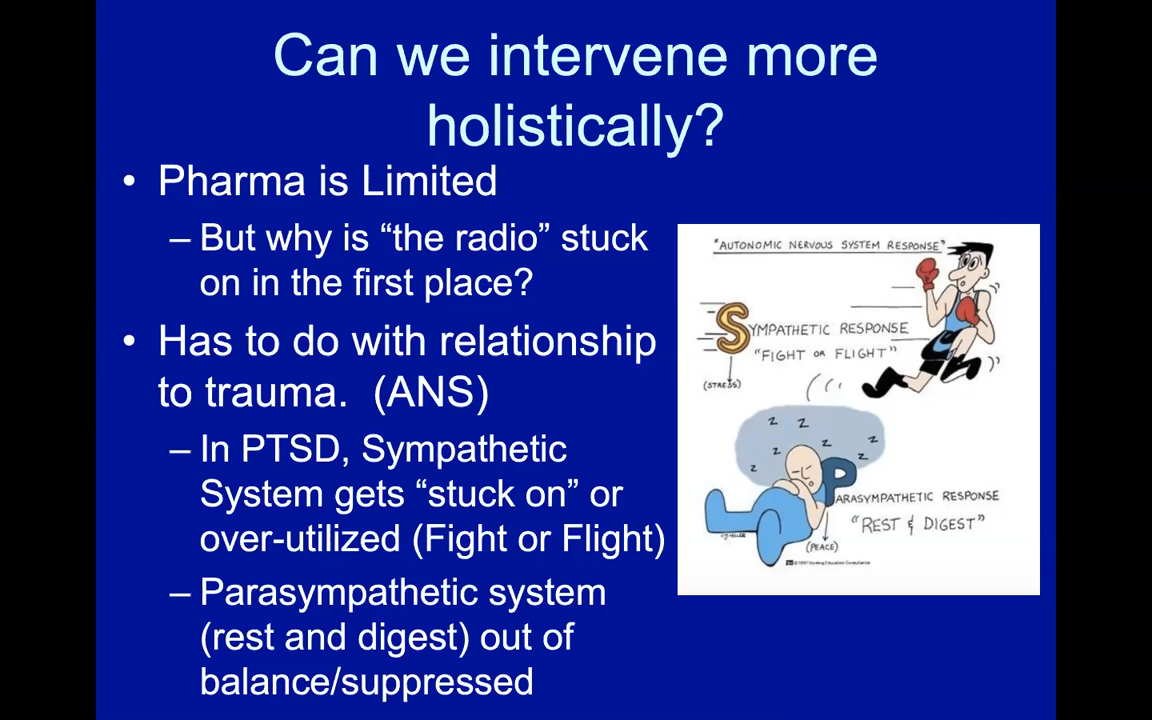 Can we intervene more
holistically?
• Pharma is Limited
– But why is “the radio” stuck
on in the first place?
• Has to do with relationship
to trauma. (ANS)
– In PTSD, Sympathetic
System gets “stuck on” or
over-utilized (Fight or Flight)
– Parasympathetic system
(rest and digest) out of
balance/suppressed
"AUTONOMIC NERVOUS SYSTEM RESPONSE"
SYMPATHETIC RESPONSE
"FIGHT OR FLIGHT"
(STRESS)
z z
z z z
z z
PARASYMPATHETIC RESPONSE
"REST & DIGEST"
(PEACE)
Nursing Education Consultants